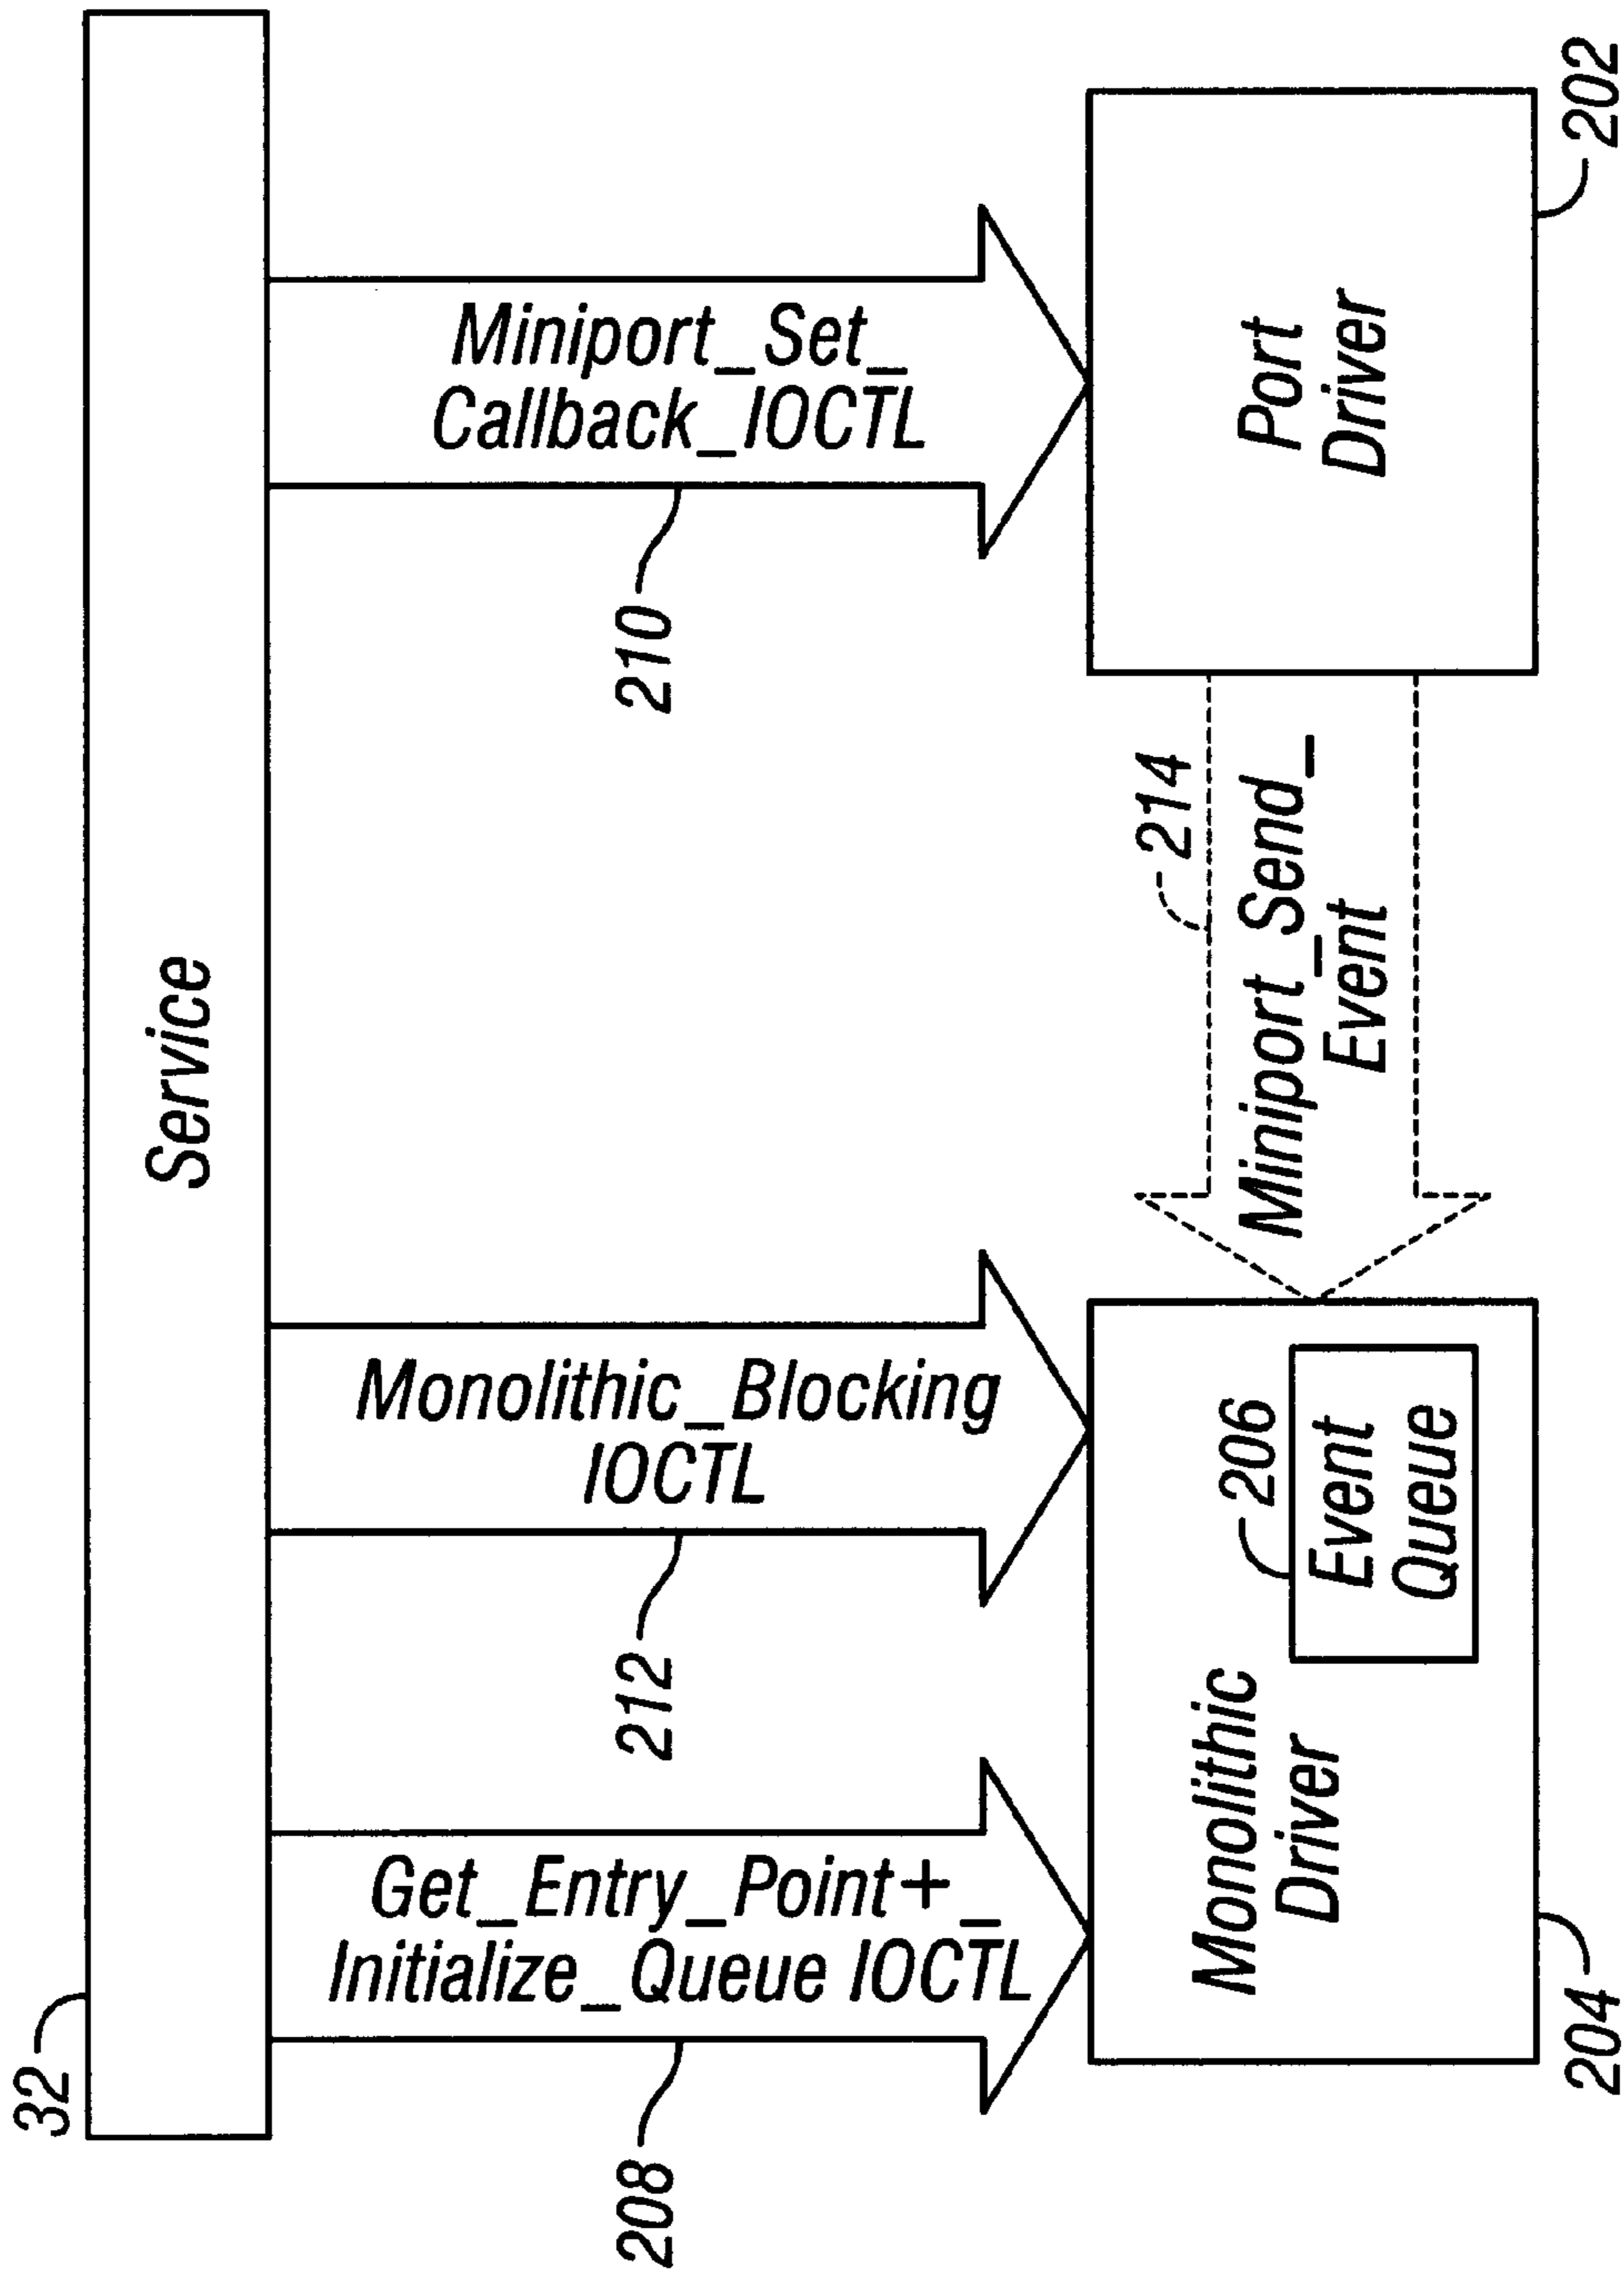 32
Service
208
Get_Entry_Point+_
Initialize_Queue IOCTL
212
Monolithic_Blocking
IOCTL
210
Miniport_Set_
Callback_IOCTL
Monolithic
Driver
206
Event
Queue
204
214
Miniport_Send_
Event
Port
Driver
202